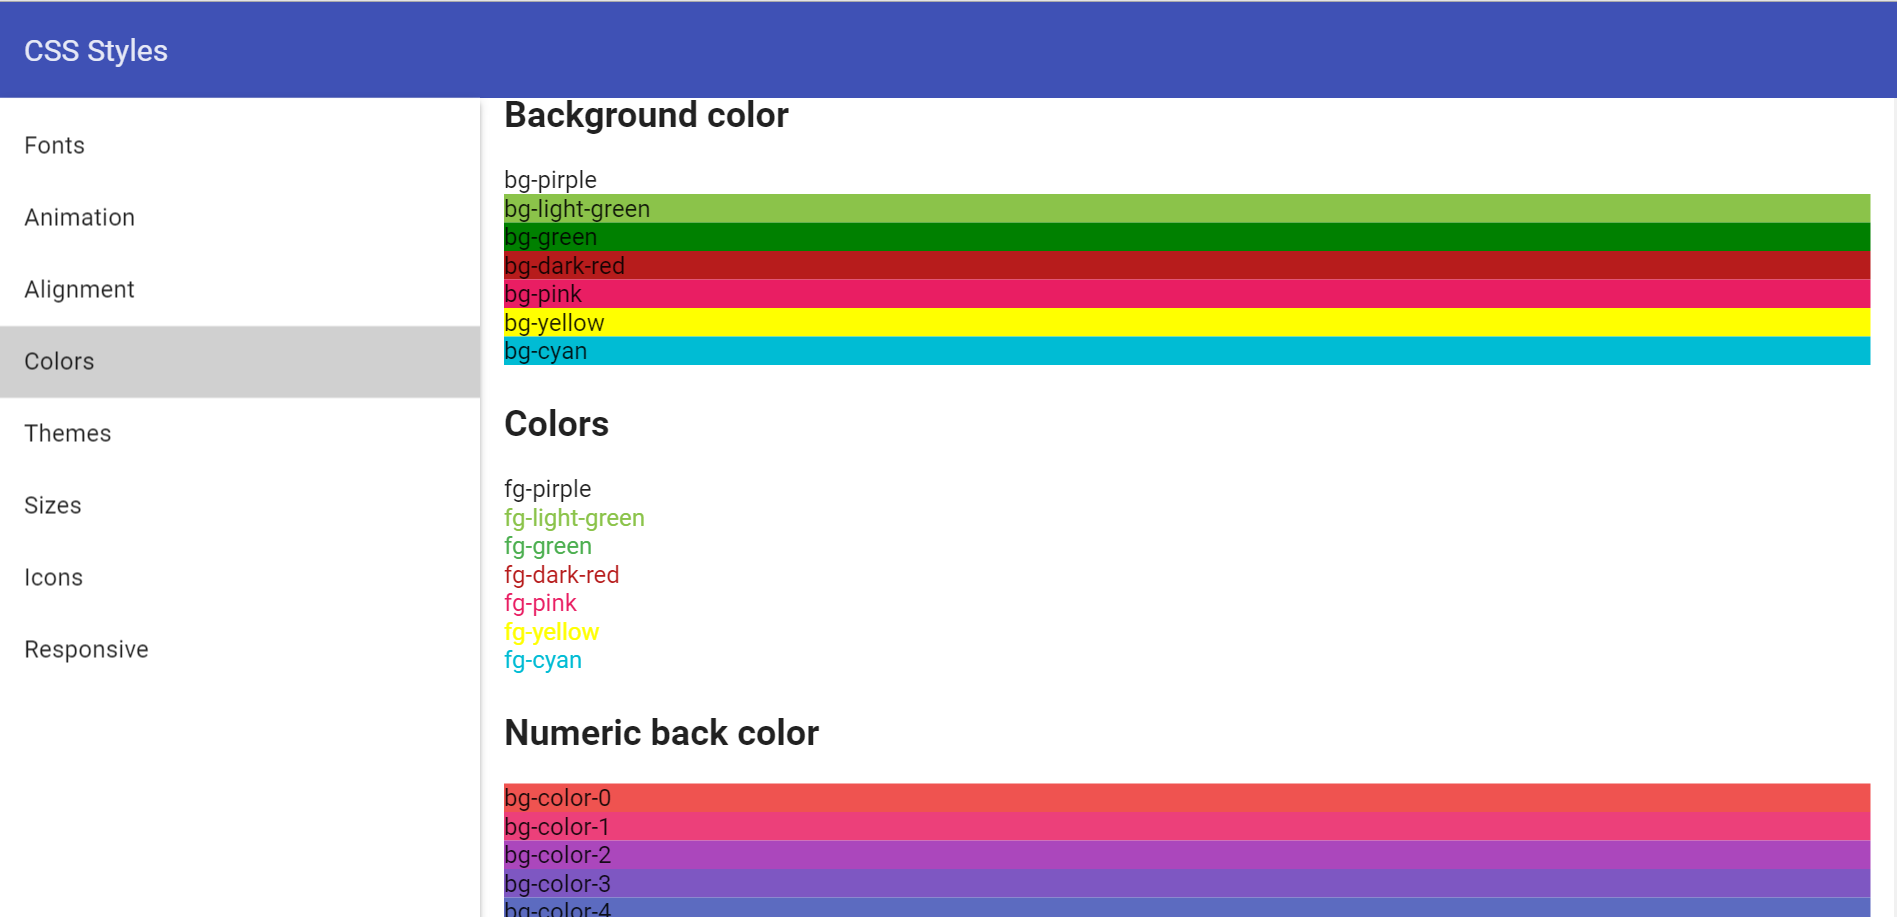 CSS Styles
Fonts
Animation
Alignment
Colors
Themes
Sizes
Icons
Responsive
Background color
bg-pirple
bg-light-green
bg-green
bg-dark-red
bg-pink
bg-yellow
bg-cyan
Colors
fg-pirple
fg-light-green
fg-green
fg-dark-red
fg-pink
fg-yellow
fg-cyan
Numeric back color
bg-color-0
bg-color-1
bg-color-2
bg-color-3
bg-color-4